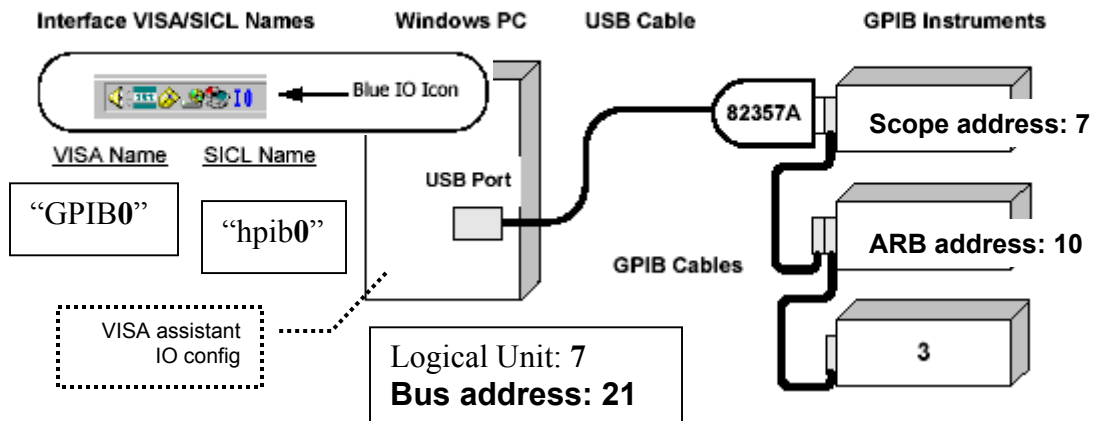 Interface VISA/SICL Names
Windows PC
USB Cable
GPIB Instruments
IO
Blue IO Icon
82357A
Scope address: 7
VISA Name
SICL Name
USB Port
“GPIB0”
“hpib0”
GPIB Cables
ARB address: 10
VISA assistant
IO config
Logical Unit: 7
Bus address: 21
3